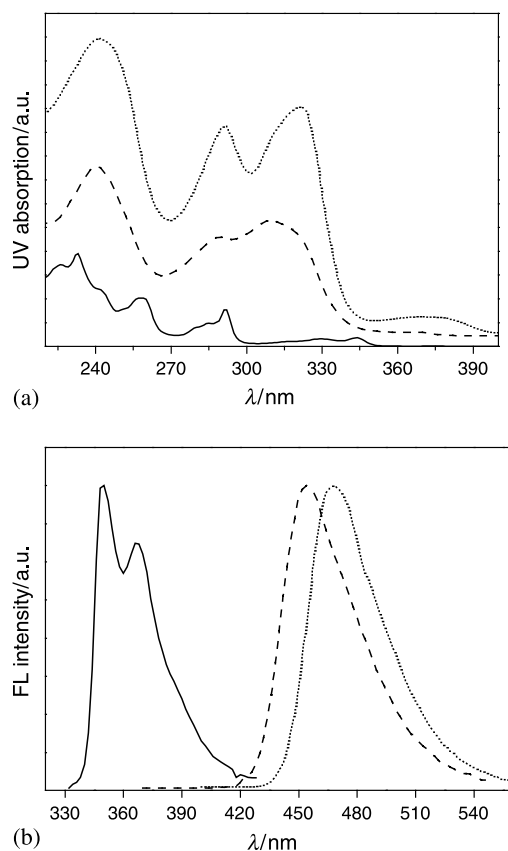 UV absorption/a.u.
240 270 300 330 360 390
(a)
λ/nm
FL intensity/a.u.
330 360 390 420 450 480 510 540
(b)
λ/nm